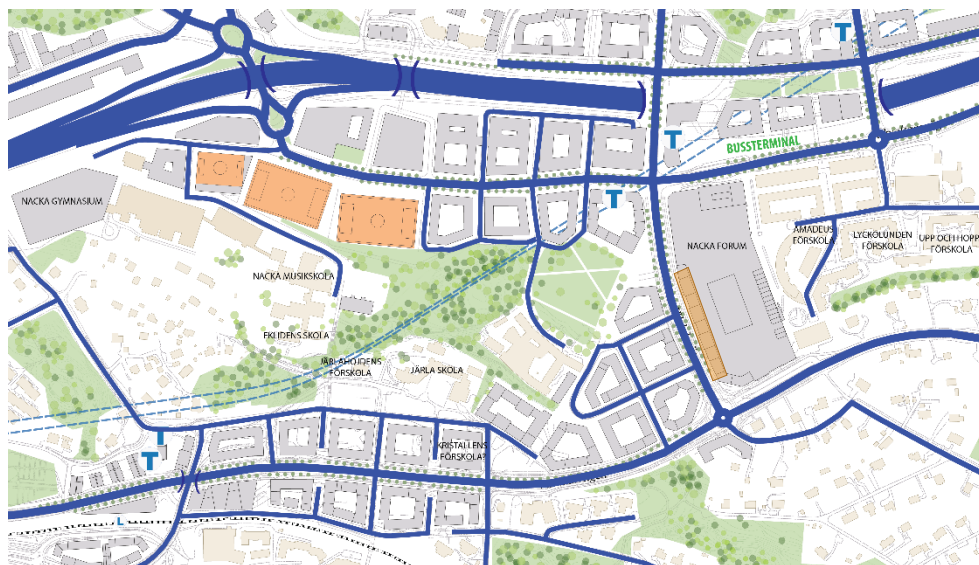 T
T
BUSSTERMINAL
NACKA GYMNASIUM
T
AMADEUS
FÖRSKOLA
LYCKOLUNDEN
FÖRSKOLA
UPP OCH HOPP
FÖRSKOLA
NACKA FORUM
NACKA MUSIKSKOLA
EKLIDENS SKOLA
JÄRLAHÖJDENS
FÖRSKOLA
JÄRLA SKOLA
T
T
KRISTALLENS
FÖRSKOLA?
L